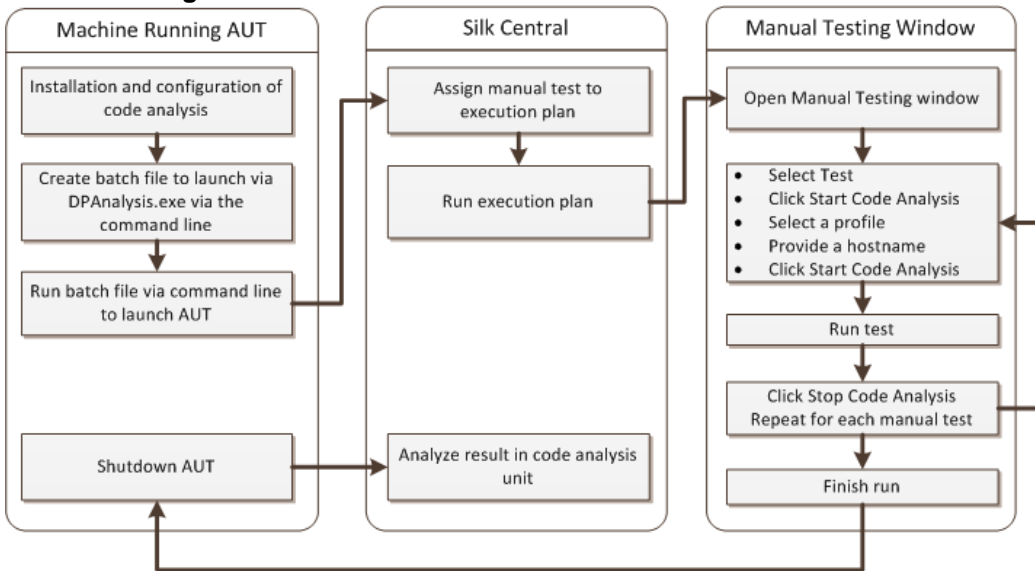 Machine Running AUT
Installation and configuration of
code analysis
Create batch file to launch via
DPAnalysis.exe via the
command line
Run batch file via command line
to launch AUT
Shutdown AUT
Silk Central
Assign manual test to
execution plan
Run execution plan
Analyze result in code analysis
unit
Manual Testing Window
Open Manual Testing window
• Select Test
• Click Start Code Analysis
• Select a profile
• Provide a hostname
• Click Start Code Analysis
Run test
Click Stop Code Analysis
Repeat for each manual test
Finish run